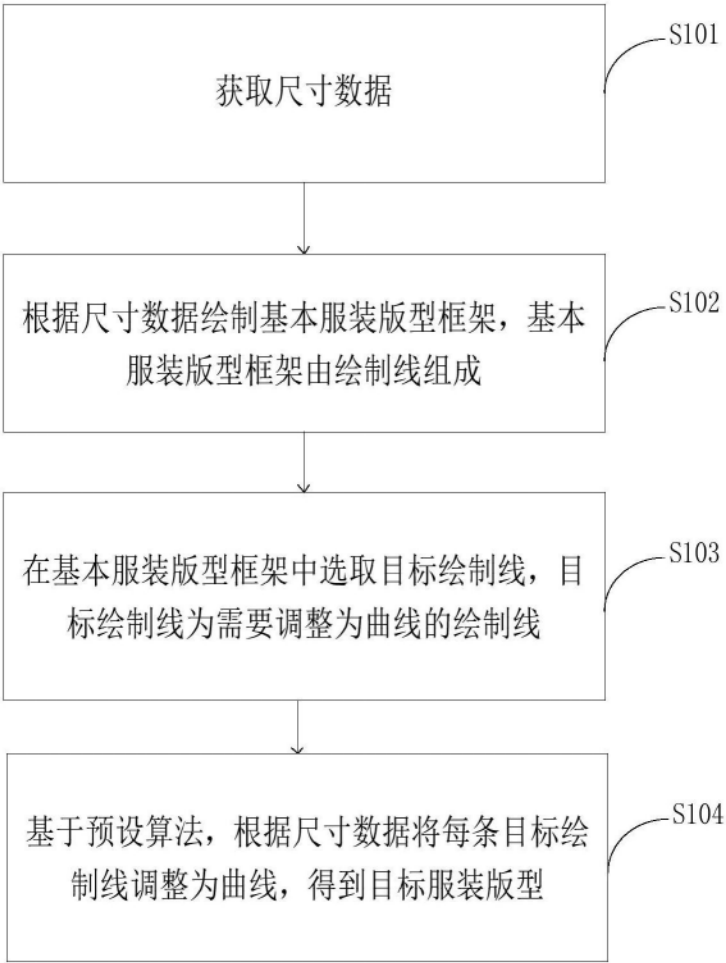 S101
获取尺寸数据
S102
根据尺寸数据绘制基本服装版型框架，基本
服装版型框架由绘制线组成
S103
在基本服装版型框架中选取目标绘制线，目
标绘制线为需要调整为曲线的绘制线
S104
基于预设算法，根据尺寸数据将每条目标绘
制线调整为曲线，得到目标服装版型